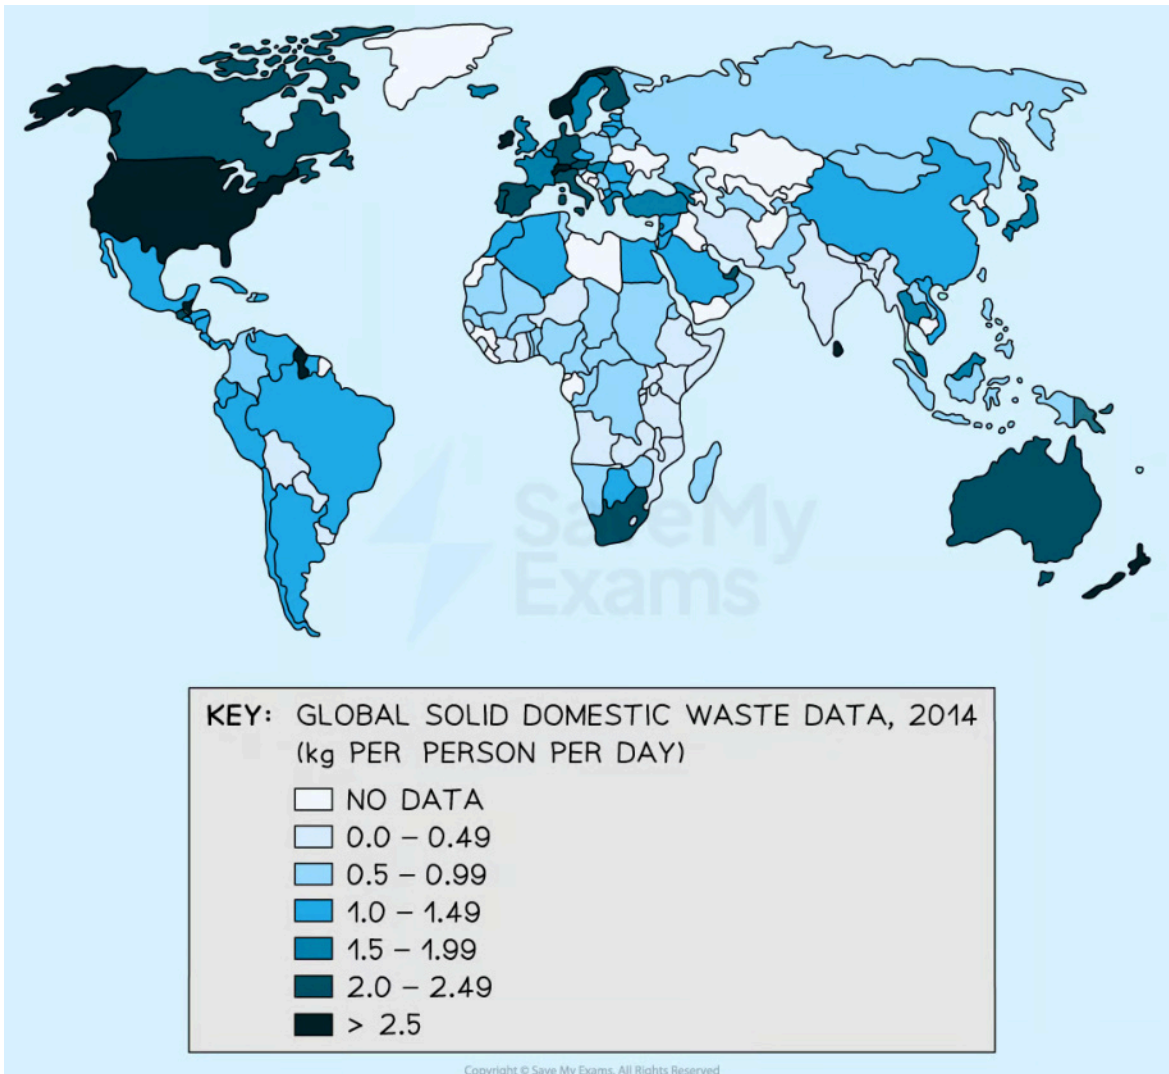 SaveMy
Exams
KEY: GLOBAL SOLID DOMESTIC WASTE DATA, 2014
(kg PER PERSON PER DAY)
NO DATA
0.0 – 0.49
0.5 – 0.99
1.0 – 1.49
1.5 – 1.99
2.0 – 2.49
> 2.5
Copyright © Save My Exams. All Rights Reserved